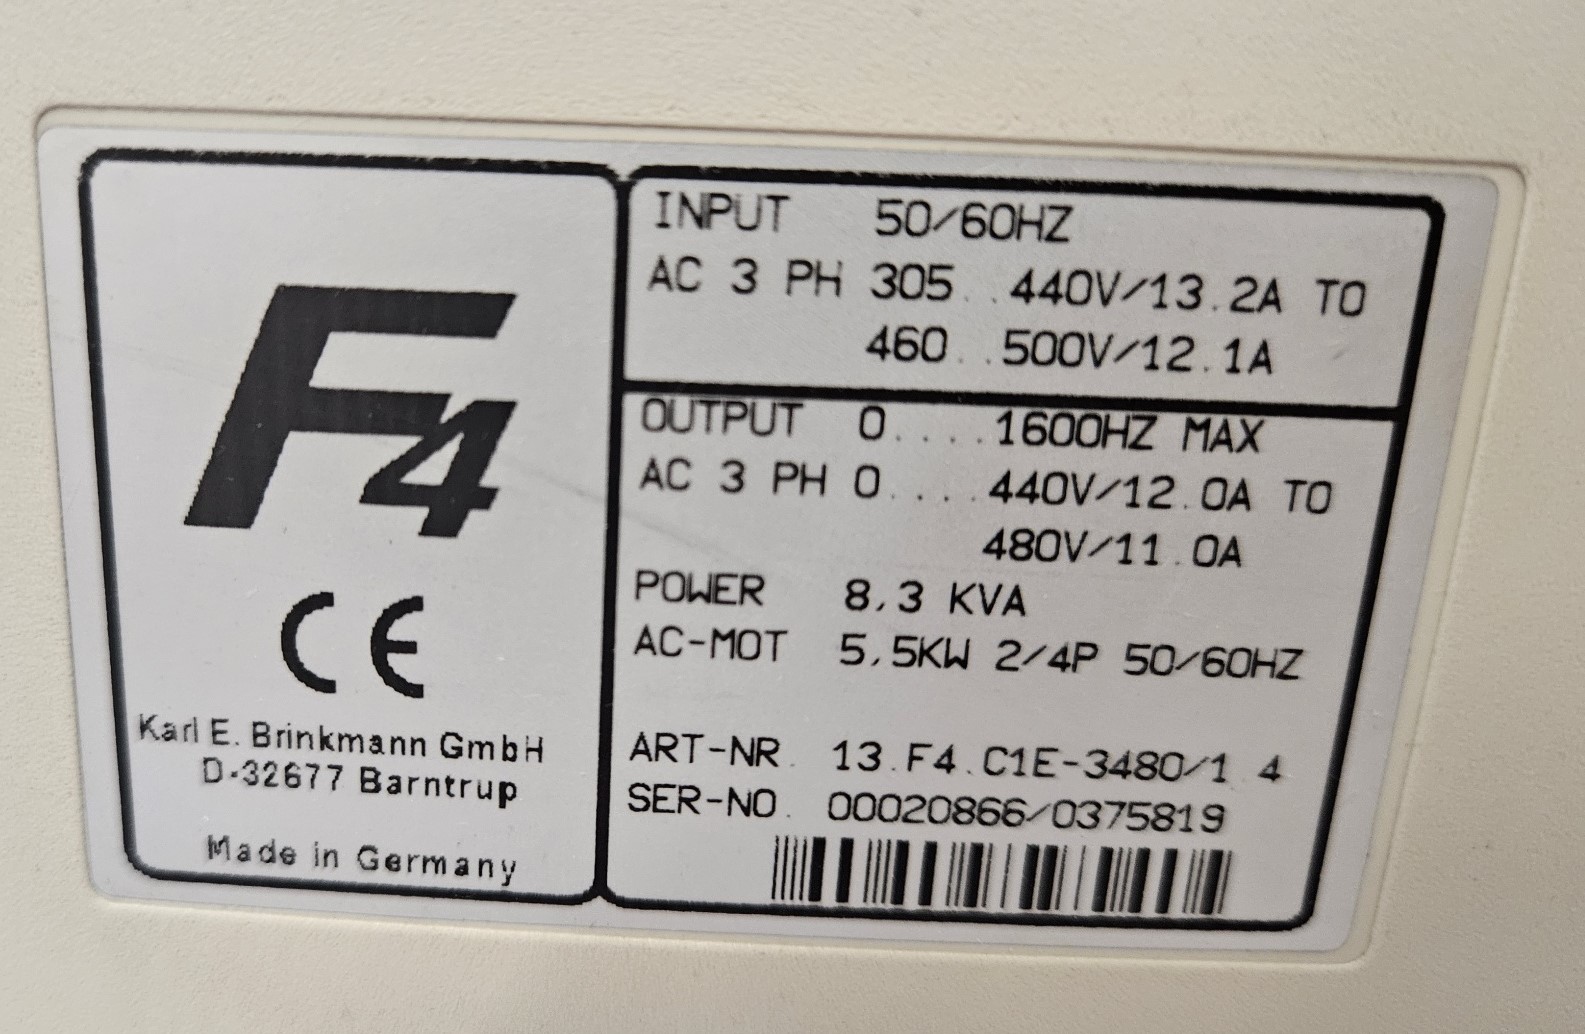 F4
CE
Karl E. Brinkmann GmbH
D-32677 Barntrup
Made in Germany
INPUT 50/60HZ
AC 3 PH 305..440V/13.2A TO
460..500V/12.1A
OUTPUT 0....1600HZ MAX
AC 3 PH 0....440V/12.0A TO
480V/11.0A
POWER 8,3 KVA
AC-MOT 5,5KW 2/4P 50/60HZ
ART-NR. 13.F4.C1E-3480/1.4
SER-NO. 00020866/0375819